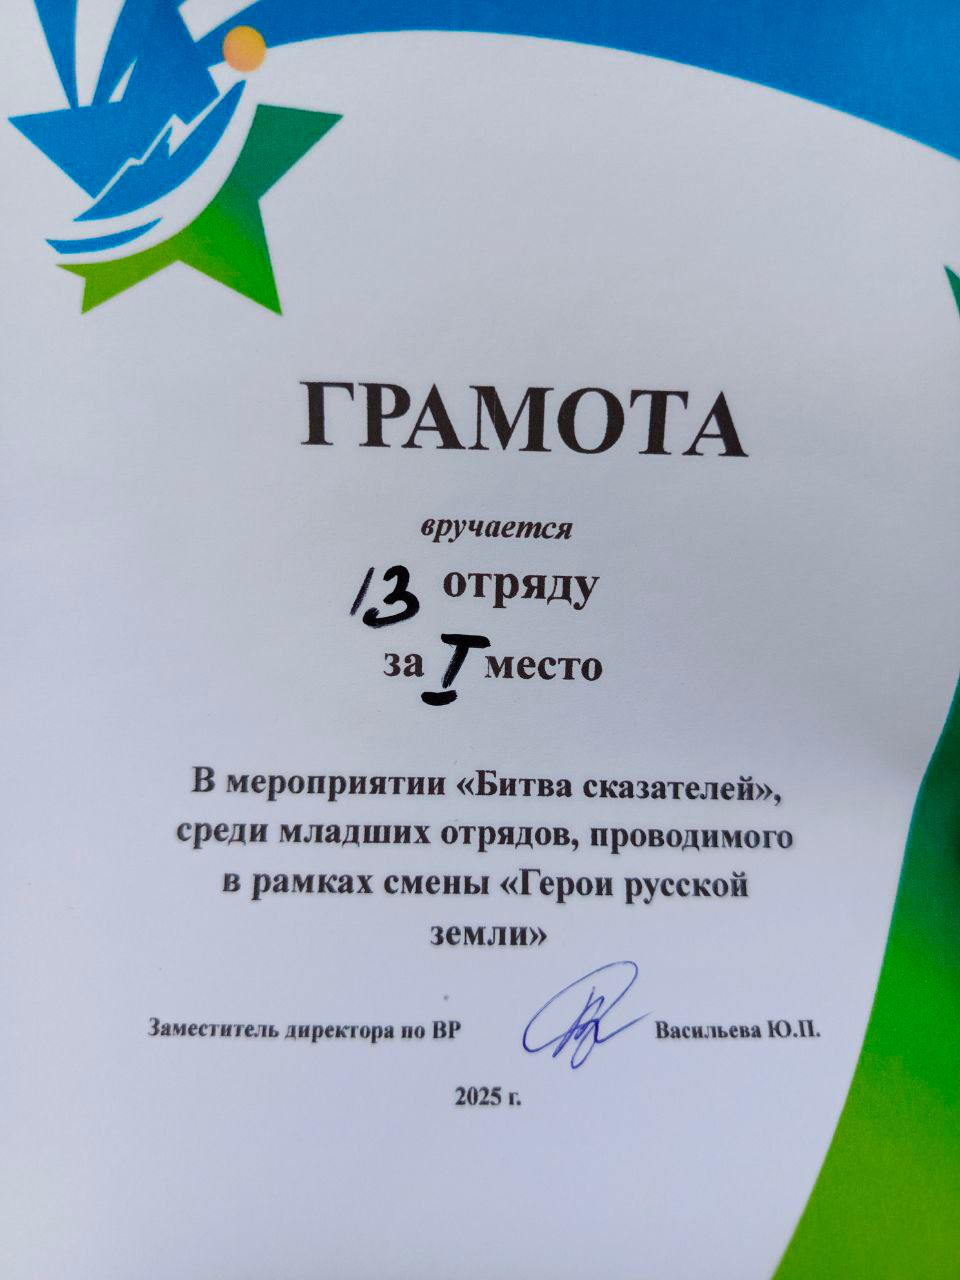 ГРАМОТА
вручается
13 отряду
за I место
В мероприятии «Битва сказателей»,
среди младших отрядов, проводимого
в рамках смены «Герои русской
земли»
Заместитель директора по ВР Васильева Ю.П.
2025 г.